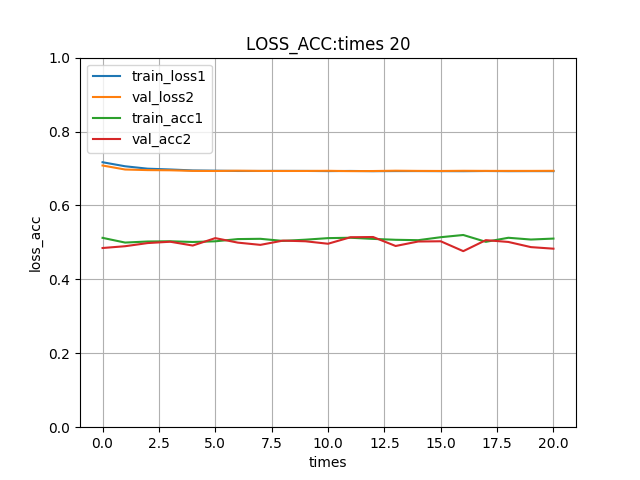 LOSS_ACC:times 20
train_loss1
val_loss2
train_acc1
val_acc2
1.0
0.8
0.6
0.4
0.2
0.0
loss_acc
0.0 2.5 5.0 7.5 10.0 12.5 15.0 17.5 20.0
times